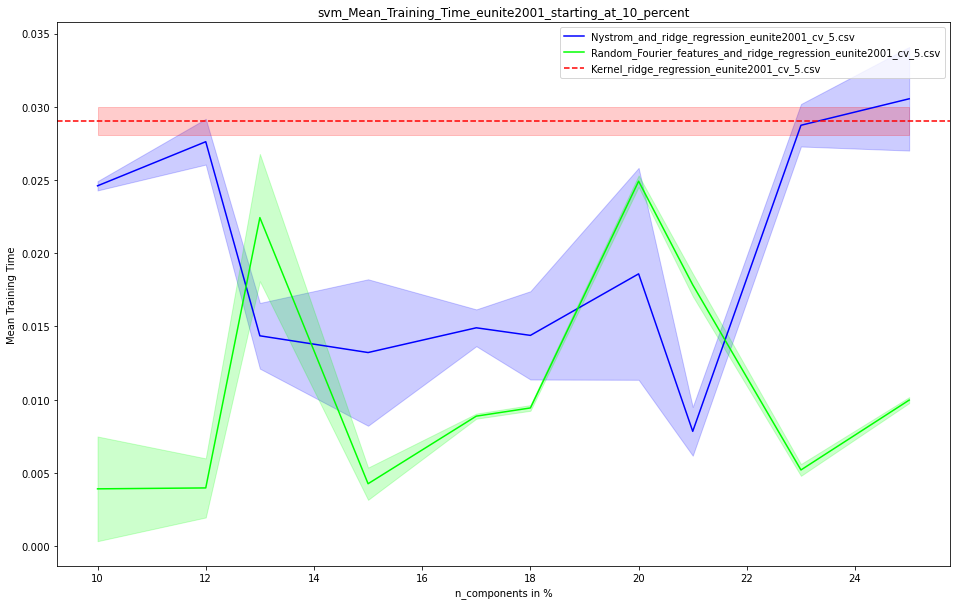 svm_Mean_Training_Time_eunite2001_starting_at_10_percent
Nystrom_and_ridge_regression_eunite2001_cv_5.csv
Random_Fourier_features_and_ridge_regression_eunite2001_cv_5.csv
Kernel_ridge_regression_eunite2001_cv_5.csv
Mean Training Time
0.035
0.030
0.025
0.020
0.015
0.010
0.005
0.000
10 12 14 16 18 20 22 24
n_components in %